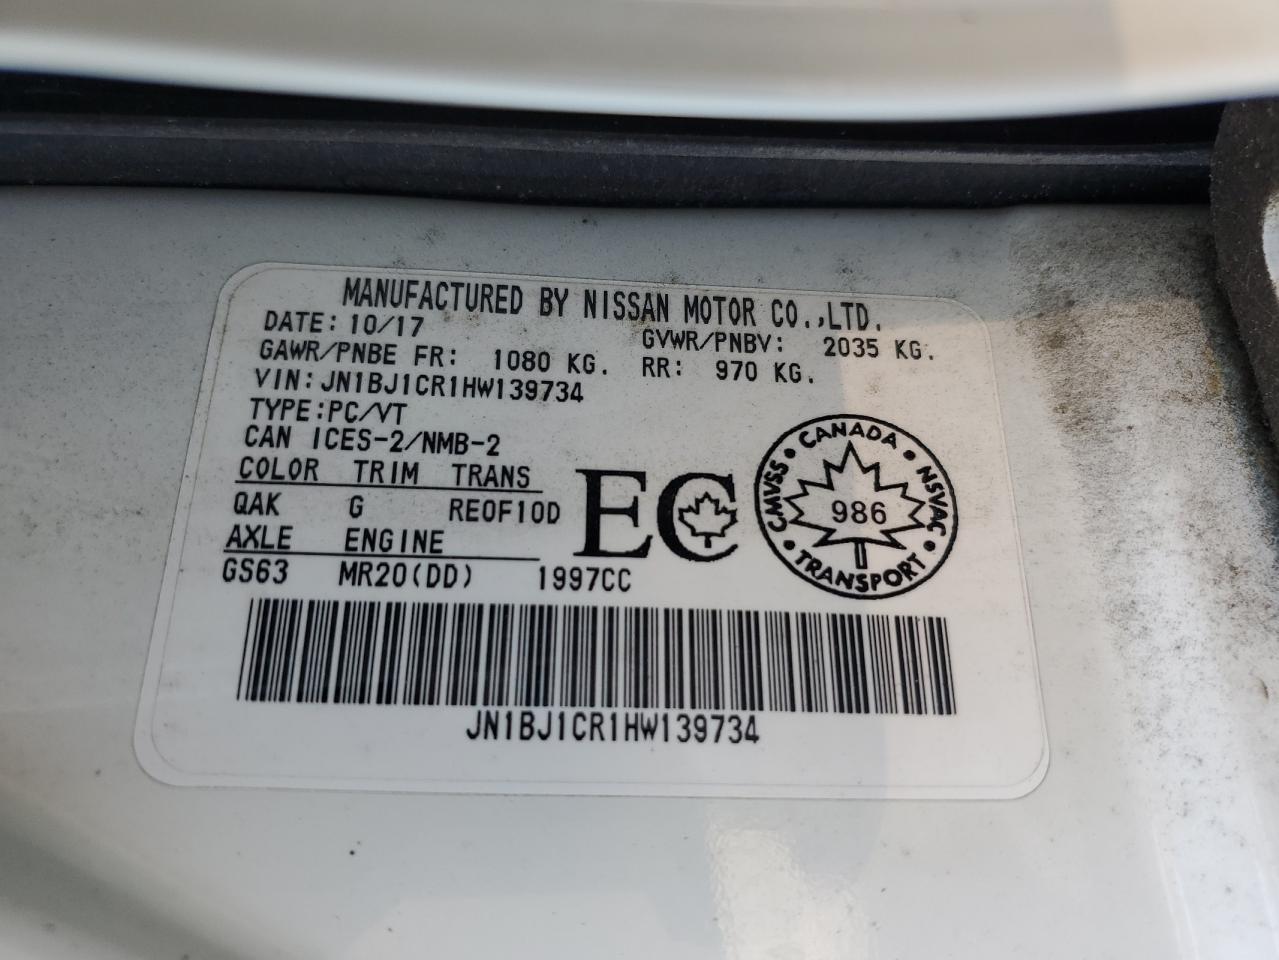 MANUFACTURED BY NISSAN MOTOR CO.,LTD.
DATE: 10/17 GVWR/PNBV: 2035 KG.
GAWR/PNBE FR: 1080 KG. RR: 970 KG.
VIN: JN1BJ1CR1HW139734
TYPE:PC/VT
CAN ICES-2/NMB-2
COLOR TRIM TRANS
QAK G RE0F10D
AXLE ENGINE
GS63 MR20(DD) 1997CC
EC
CANADA
CMVSS 986 NSVAC
TRANSPORT
JN1BJ1CR1HW139734